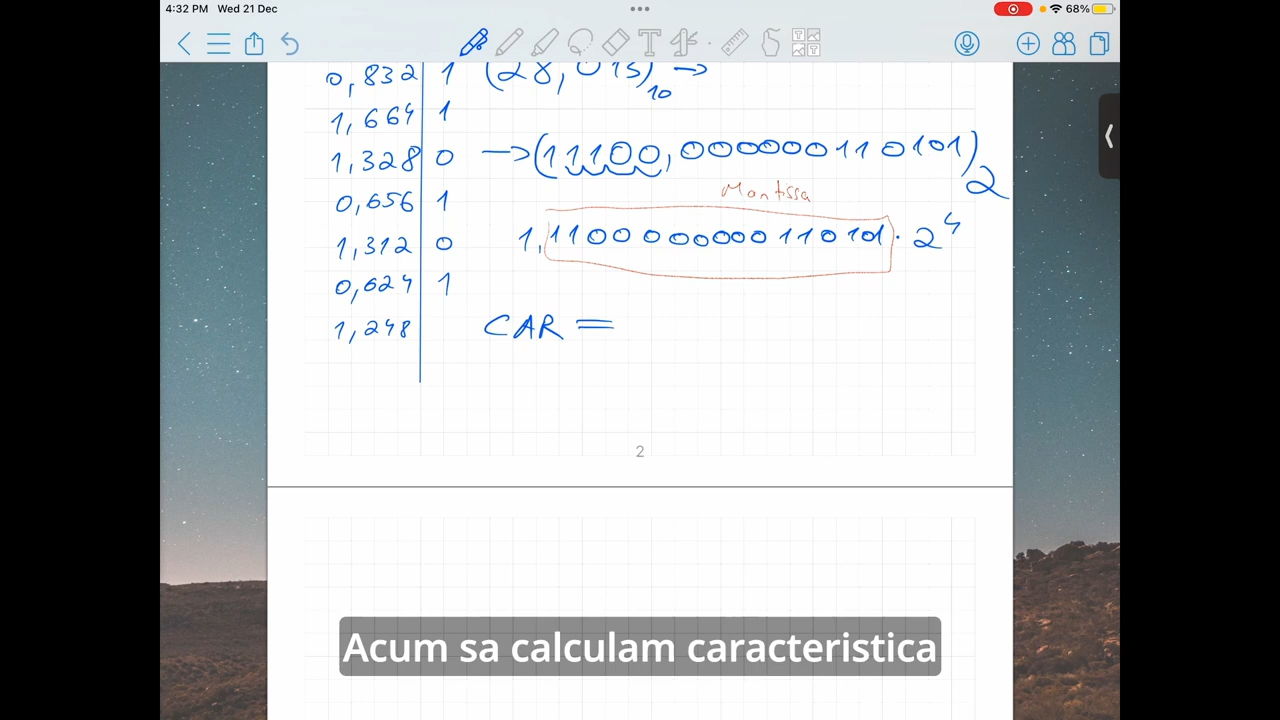 4:32 PM Wed 21 Dec 68%
0,832 | 1 (28,013)10 →
1,664 | 1
1,328 | 0 → (11100,0000000110101)2
Mantissa
0,656 | 1
1,11000000000110101 · 2^4
1,312 | 0
0,624 | 1
1,248 | CAR =
2
Acum sa calculam caracteristica